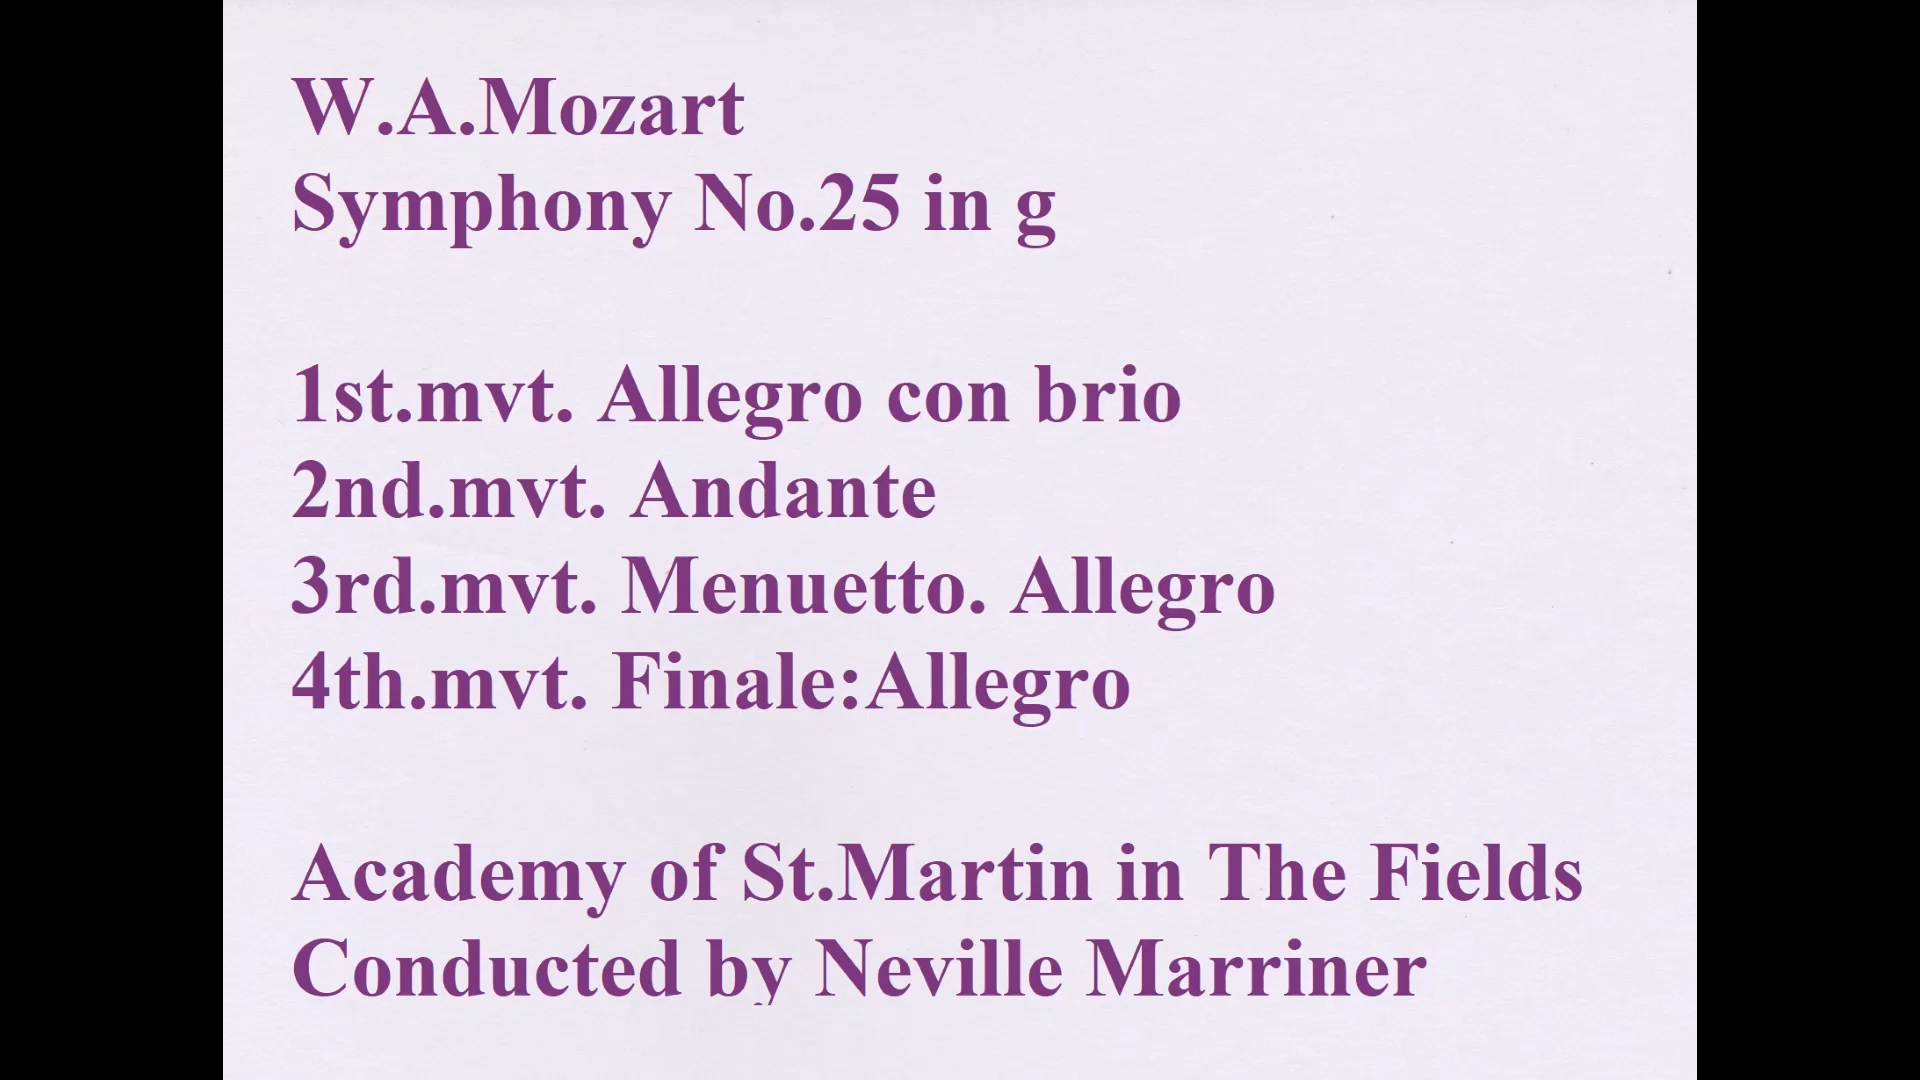 W.A.Mozart
Symphony No.25 in g
1st.mvt. Allegro con brio
2nd.mvt. Andante
3rd.mvt. Menuetto. Allegro
4th.mvt. Finale:Allegro
Academy of St.Martin in The Fields
Conducted by Neville Marriner